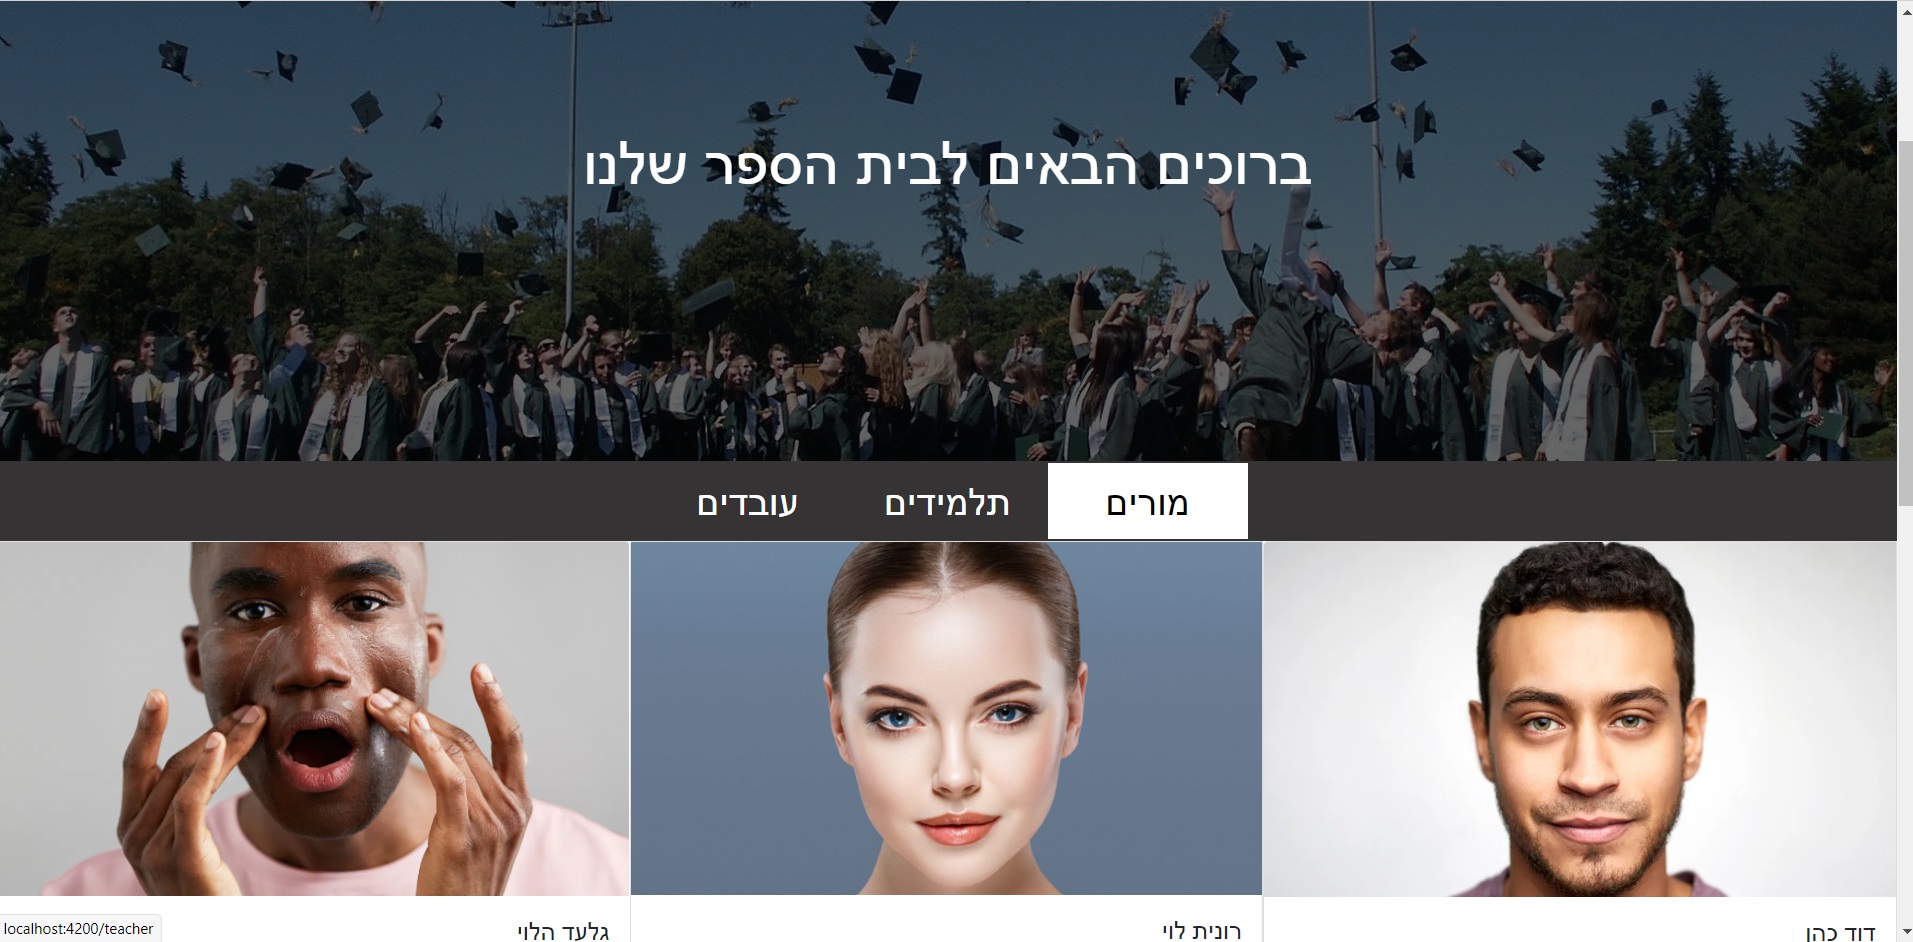 ברוכים הבאים לבית הספר שלנו
מורים
תלמידים
עובדים
דוד כהן
רונית לוי
גלעד הלוי
localhost:4200/teacher